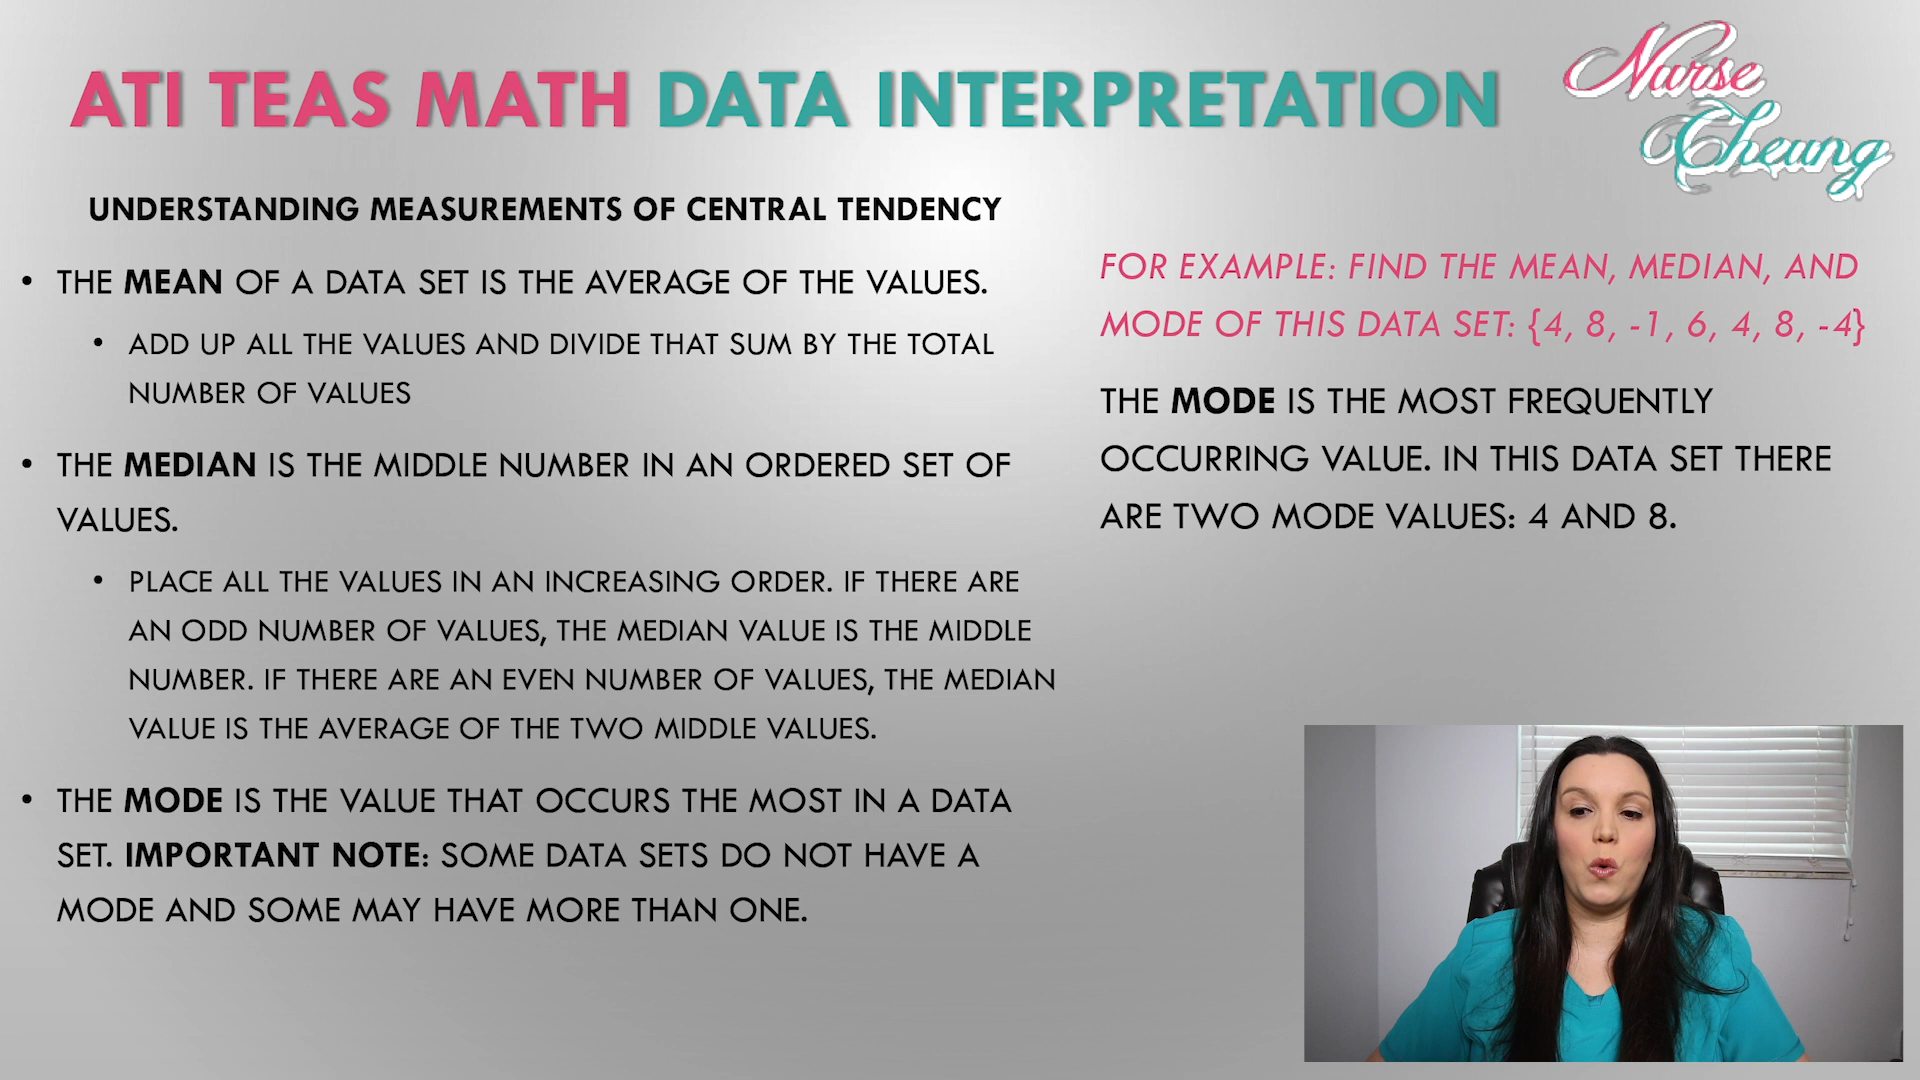 ATI TEAS MATH DATA INTERPRETATION
Nurse
Cheung
UNDERSTANDING MEASUREMENTS OF CENTRAL TENDENCY
• THE MEAN OF A DATA SET IS THE AVERAGE OF THE VALUES.
• ADD UP ALL THE VALUES AND DIVIDE THAT SUM BY THE TOTAL
NUMBER OF VALUES
• THE MEDIAN IS THE MIDDLE NUMBER IN AN ORDERED SET OF
VALUES.
• PLACE ALL THE VALUES IN AN INCREASING ORDER. IF THERE ARE
AN ODD NUMBER OF VALUES, THE MEDIAN VALUE IS THE MIDDLE
NUMBER. IF THERE ARE AN EVEN NUMBER OF VALUES, THE MEDIAN
VALUE IS THE AVERAGE OF THE TWO MIDDLE VALUES.
• THE MODE IS THE VALUE THAT OCCURS THE MOST IN A DATA
SET. IMPORTANT NOTE: SOME DATA SETS DO NOT HAVE A
MODE AND SOME MAY HAVE MORE THAN ONE.
FOR EXAMPLE: FIND THE MEAN, MEDIAN, AND
MODE OF THIS DATA SET: {4, 8, -1, 6, 4, 8, -4}
THE MODE IS THE MOST FREQUENTLY
OCCURRING VALUE. IN THIS DATA SET THERE
ARE TWO MODE VALUES: 4 AND 8.